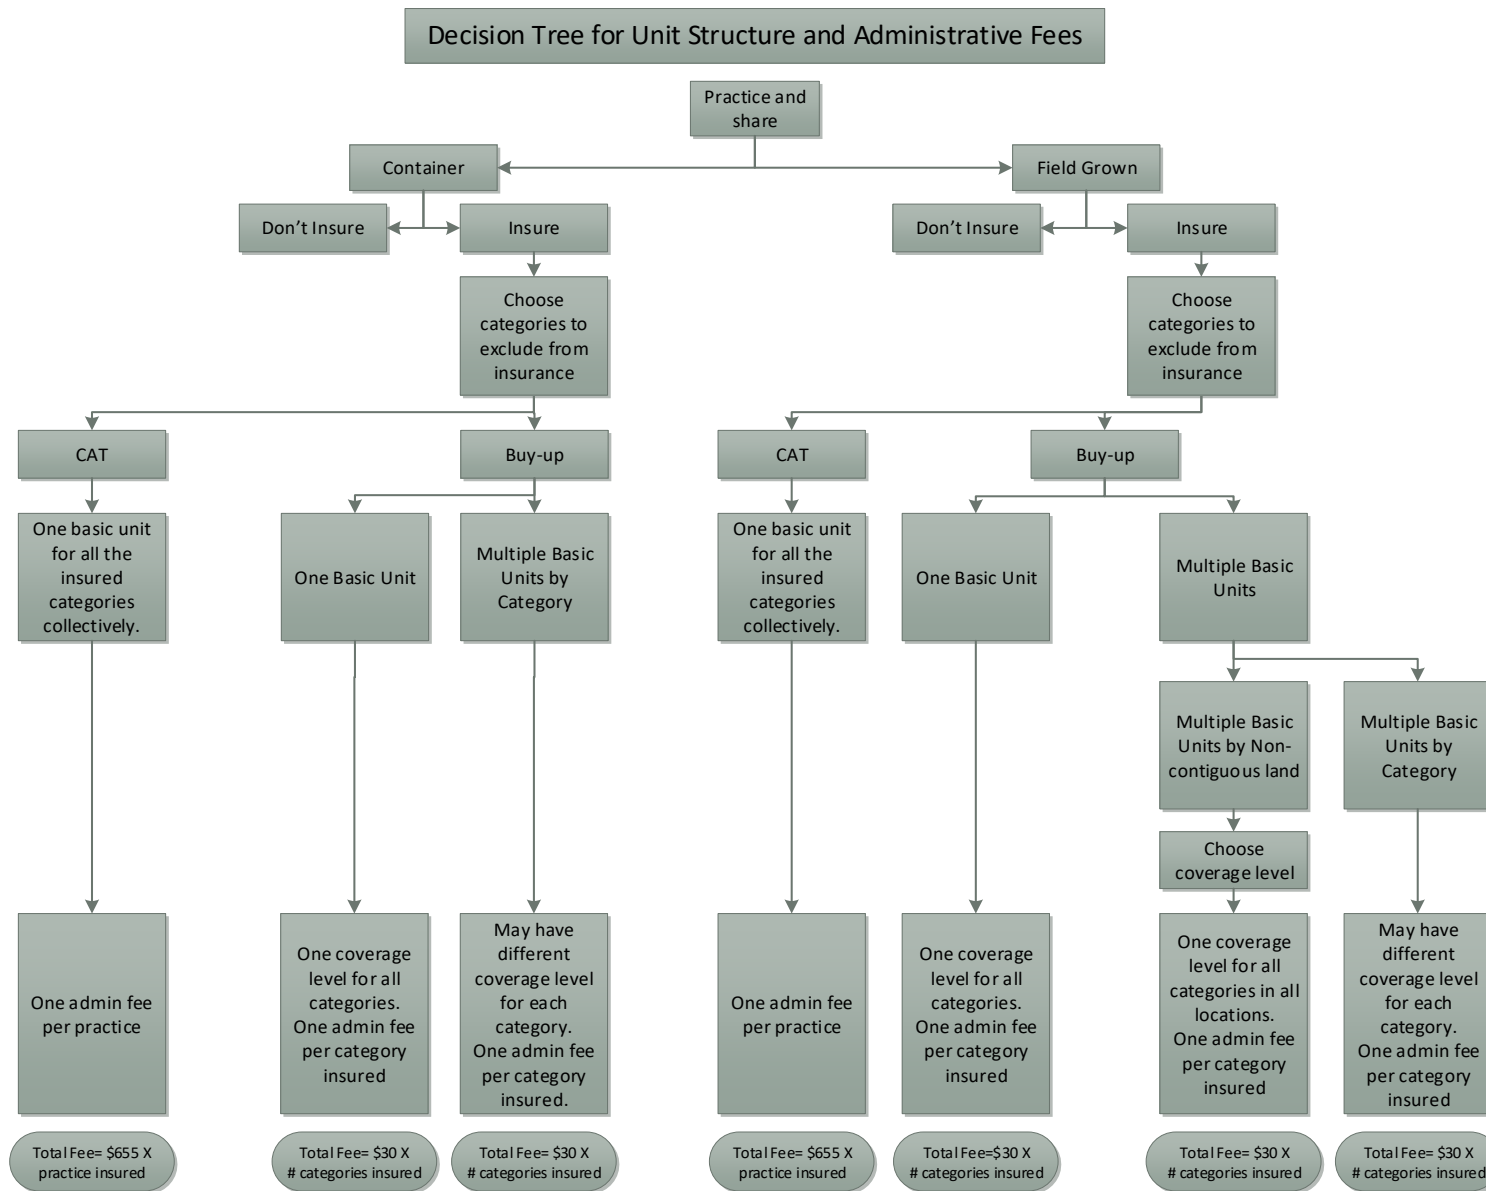 Decision Tree for Unit Structure and Administrative Fees
Practice and
share
Container
Field Grown
Don’t Insure
Insure
Don’t Insure
Insure
Choose
categories to
exclude from
insurance
Choose
categories to
exclude from
insurance
CAT
Buy-up
CAT
Buy-up
One basic unit
for all the
insured
categories
collectively.
One Basic Unit
Multiple Basic
Units by
Category
One basic unit
for all the
insured
categories
collectively.
One Basic Unit
Multiple Basic
Units
Multiple Basic
Units by Non-
contiguous land
Multiple Basic
Units by
Category
Choose
coverage level
One admin fee
per practice
One coverage
level for all
categories.
One admin fee
per category
insured
May have
different
coverage level
for each
category.
One admin fee
per category
insured.
One admin fee
per practice
One coverage
level for all
categories.
One admin fee
per category
insured
One coverage
level for all
categories in all
locations.
One admin fee
per category
insured
May have
different
coverage level
for each
category.
One admin fee
per category
insured
Total Fee= $655 X
practice insured
Total Fee= $30 X
# categories insured
Total Fee= $30 X
# categories insured
Total Fee= $655 X
practice insured
Total Fee=$30 X
# categories insured
Total Fee= $30 X
# categories insured
Total Fee= $30 X
# categories insured